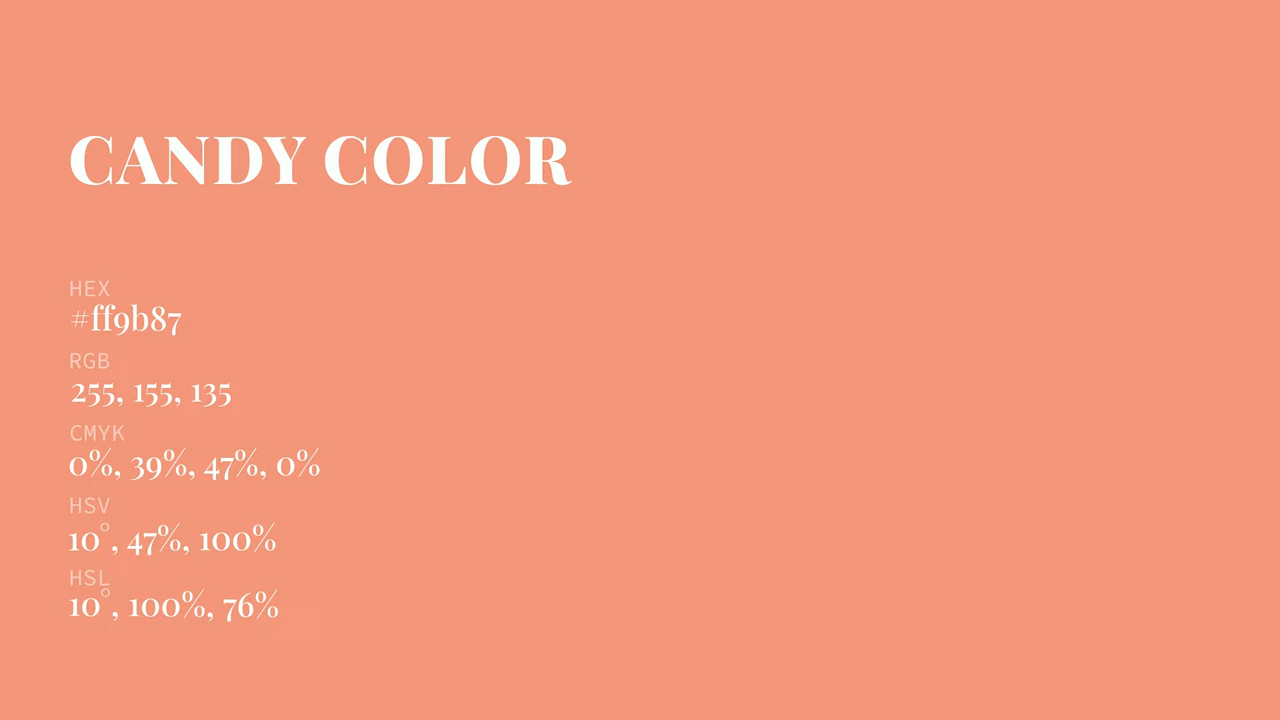 CANDY COLOR
HEX
#ff9b87
RGB
255, 155, 135
CMYK
0%, 39%, 47%, 0%
HSV
10°, 47%, 100%
HSL
10°, 100%, 76%